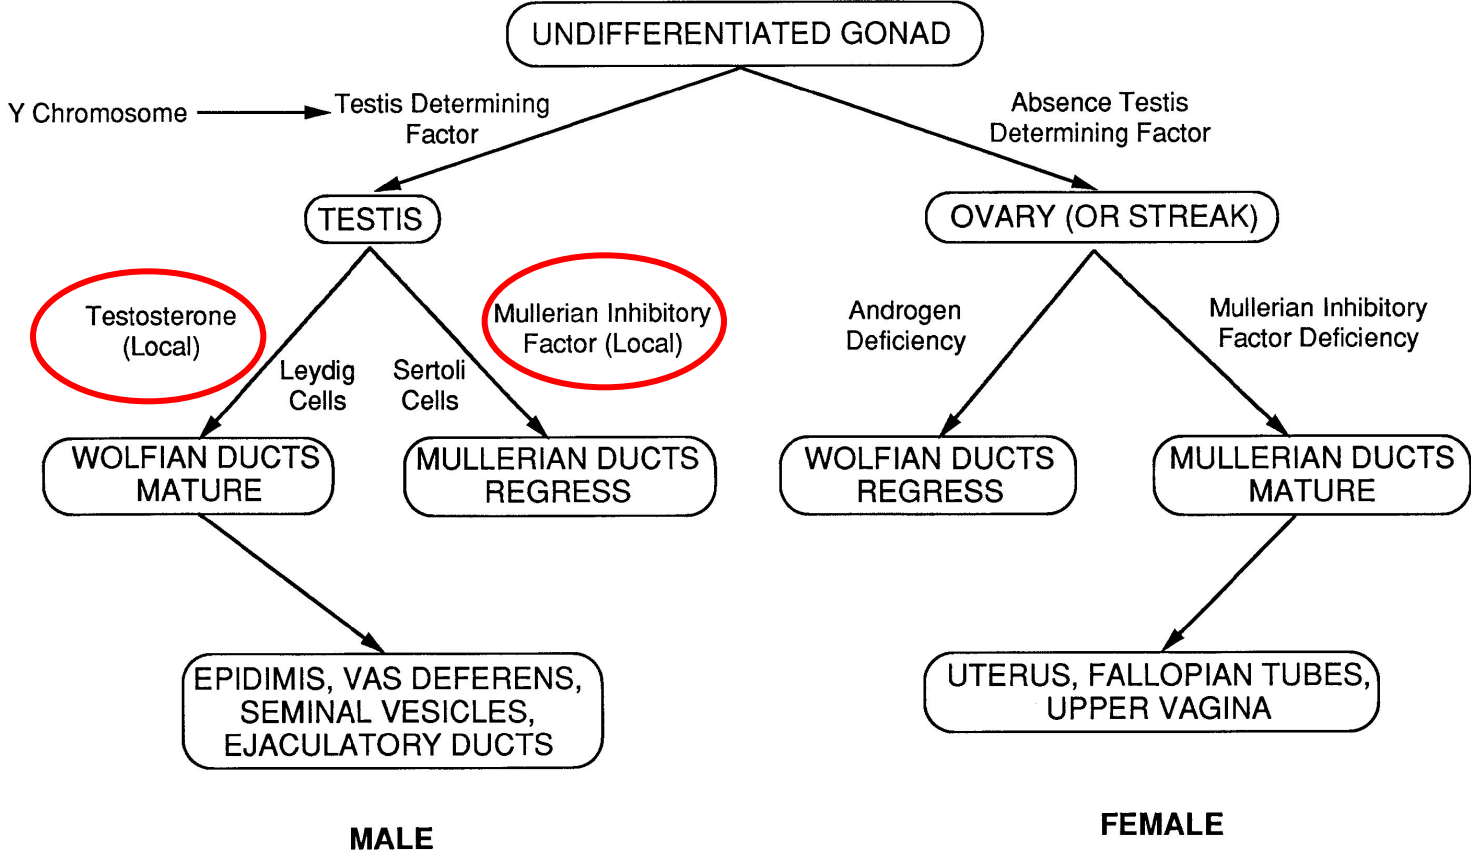 UNDIFFERENTIATED GONAD
Y Chromosome
Testis Determining
Factor
Absence Testis
Determining Factor
TESTIS
OVARY (OR STREAK)
Testosterone
(Local)
Leydig
Cells
Sertoli
Cells
Mullerian Inhibitory
Factor (Local)
Androgen
Deficiency
Mullerian Inhibitory
Factor Deficiency
WOLFIAN DUCTS
MATURE
MULLERIAN DUCTS
REGRESS
WOLFIAN DUCTS
REGRESS
MULLERIAN DUCTS
MATURE
EPIDIMIS, VAS DEFERENS,
SEMINAL VESICLES,
EJACULATORY DUCTS
UTERUS, FALLOPIAN TUBES,
UPPER VAGINA
MALE
FEMALE